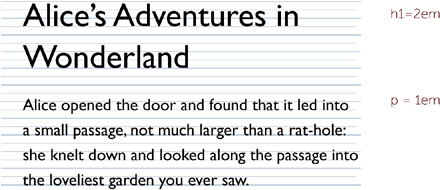 Alice’s Adventures in
Wonderland
h1=2em
Alice opened the door and found that it led into
a small passage, not much larger than a rat-hole:
she knelt down and looked along the passage into
the loveliest garden you ever saw.
p = 1em